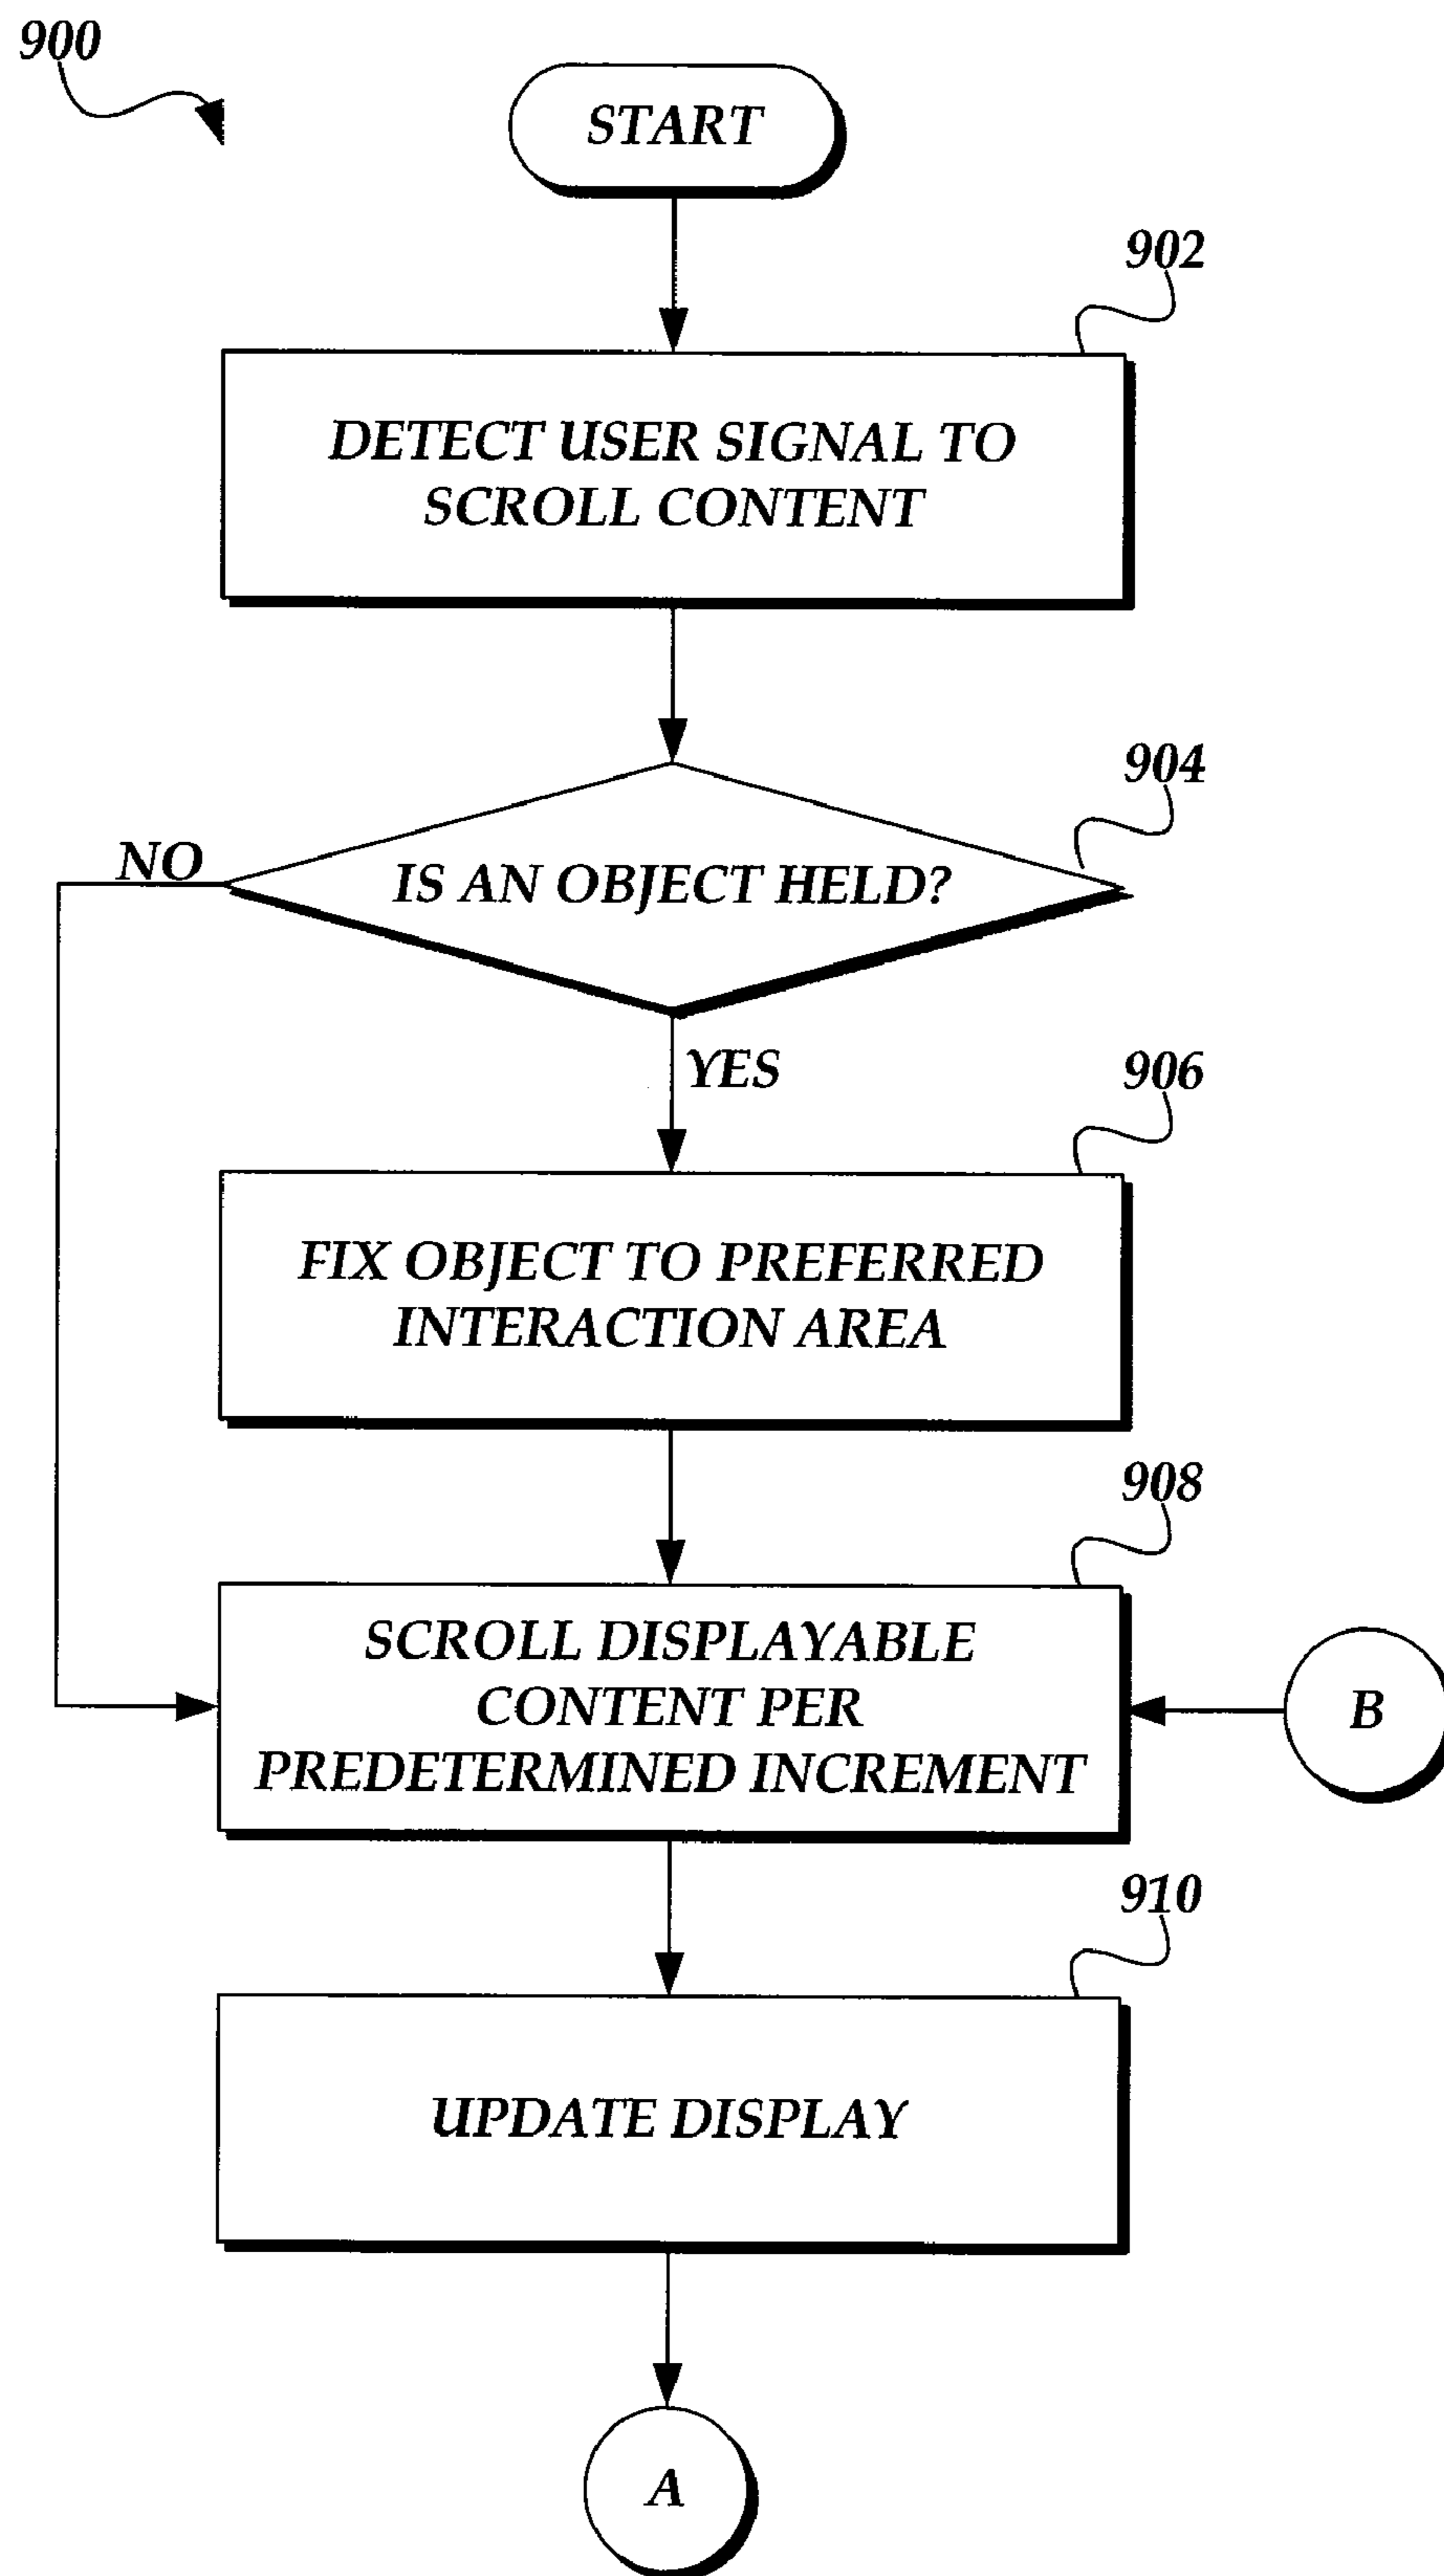 900
START
902
DETECT USER SIGNAL TO
SCROLL CONTENT
904
NO
IS AN OBJECT HELD?
YES
906
FIX OBJECT TO PREFERRED
INTERACTION AREA
908
SCROLL DISPLAYABLE
CONTENT PER
PREDETERMINED INCREMENT
B
910
UPDATE DISPLAY
A